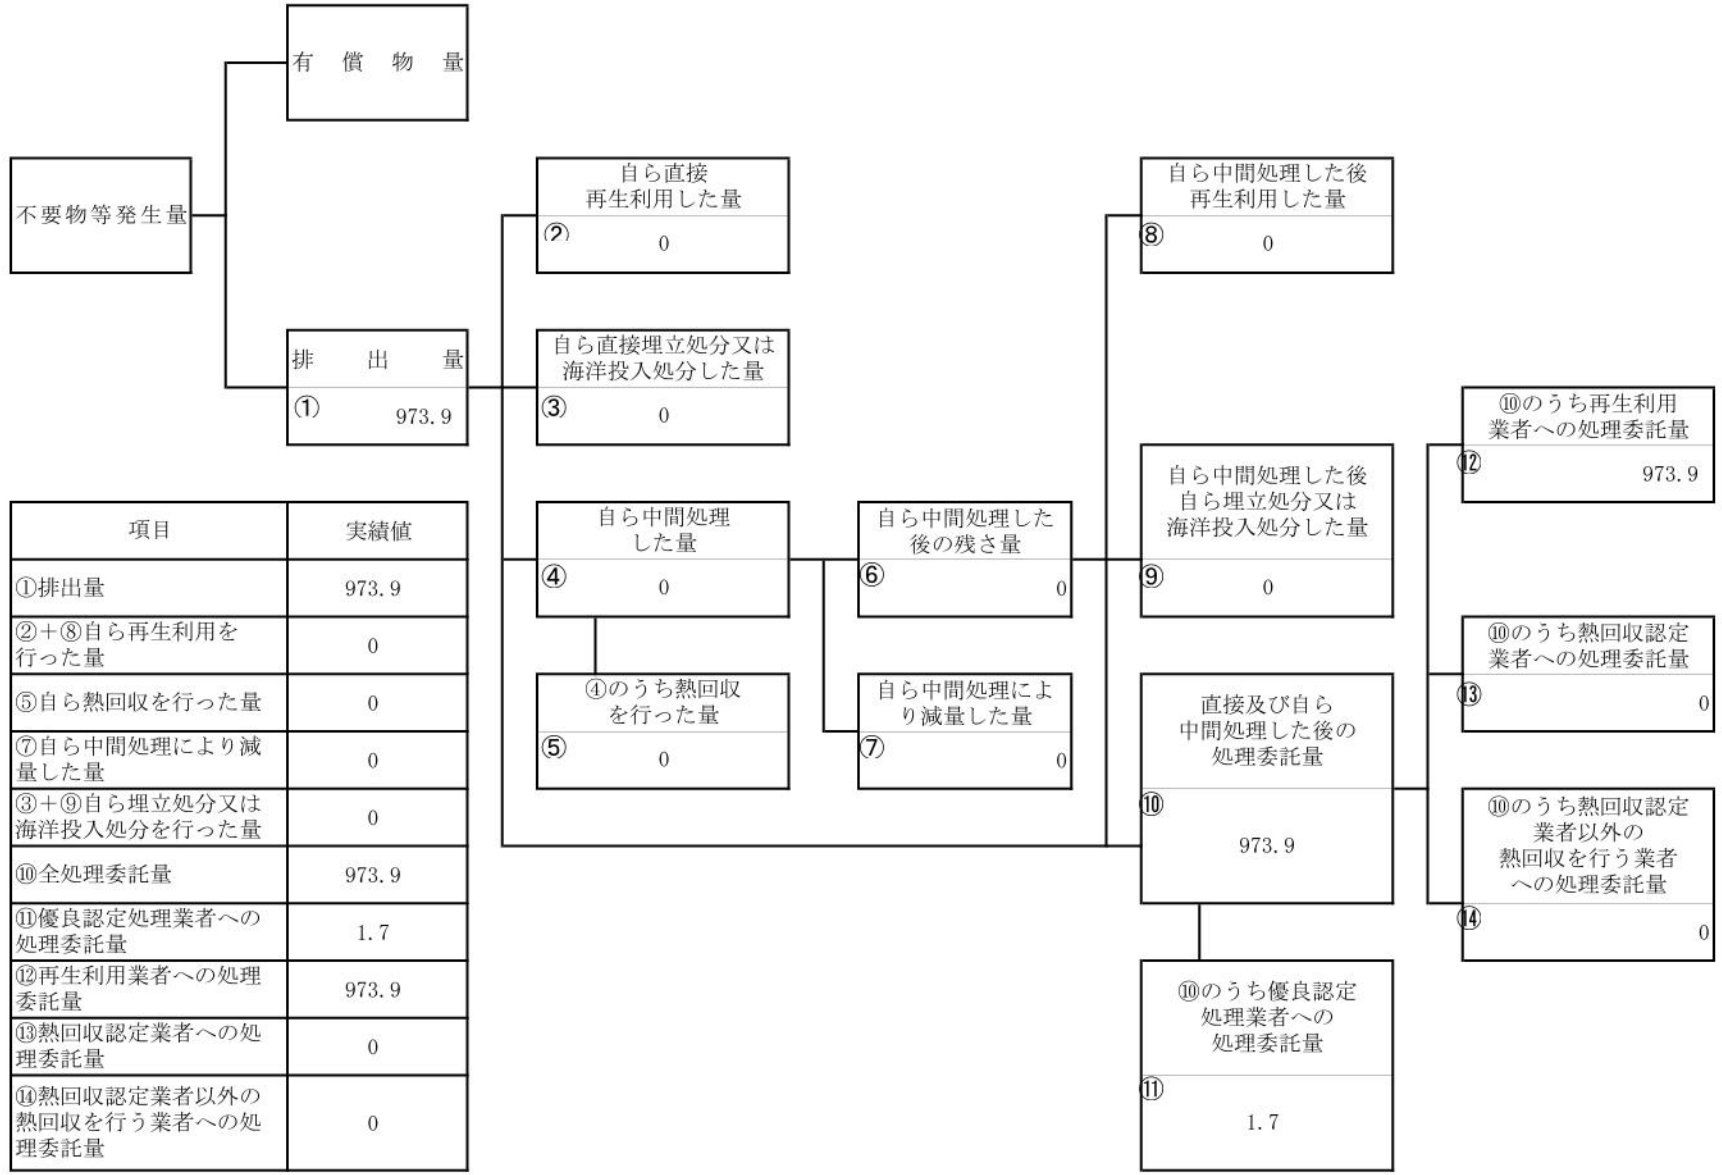 有償物量
不要物等発生量
排出量
①
973.9
自ら直接
再生利用した量
②
0
自ら直接埋立処分又は
海洋投入処分した量
③
0
自ら中間処理
した量
④
0
④のうち熱回収
を行った量
⑤
0
自ら中間処理した
後の残さ量
⑥
0
自ら中間処理によ
り減量した量
⑦
0
自ら中間処理した後
再生利用した量
⑧
0
自ら中間処理した後
自ら埋立処分又は
海洋投入処分した量
⑨
0
直接及び自ら
中間処理した後の
処理委託量
⑩
973.9
⑩のうち優良認定
処理業者への
処理委託量
⑪
1.7
⑩のうち再生利用
業者への処理委託量
⑫
973.9
⑩のうち熱回収認定
業者への処理委託量
⑬
0
⑩のうち熱回収認定
業者以外の
熱回収を行う業者
への処理委託量
⑭
0
項目 実績値
①排出量 973.9
②＋⑧自ら再生利用を
行った量
0
⑤自ら熱回収を行った量 0
⑦自ら中間処理により減
量した量
0
③＋⑨自ら埋立処分又は
海洋投入処分を行った量
0
⑩全処理委託量 973.9
⑪優良認定処理業者への
処理委託量
1.7
⑫再生利用業者への処理
委託量
973.9
⑬熱回収認定業者への処
理委託量
0
⑭熱回収認定業者以外の
熱回収を行う業者への処
理委託量
0